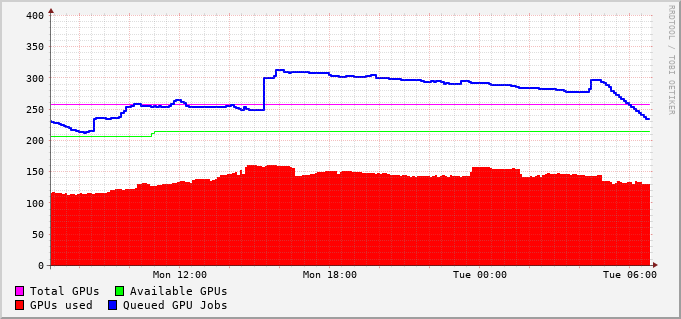 400
350
300
250
200
150
100
50
0
Mon 12:00 Mon 18:00 Tue 00:00 Tue 06:00
Total GPUs Available GPUs
GPUs used Queued GPU Jobs
RRDTOOL / TOBI OETIKER